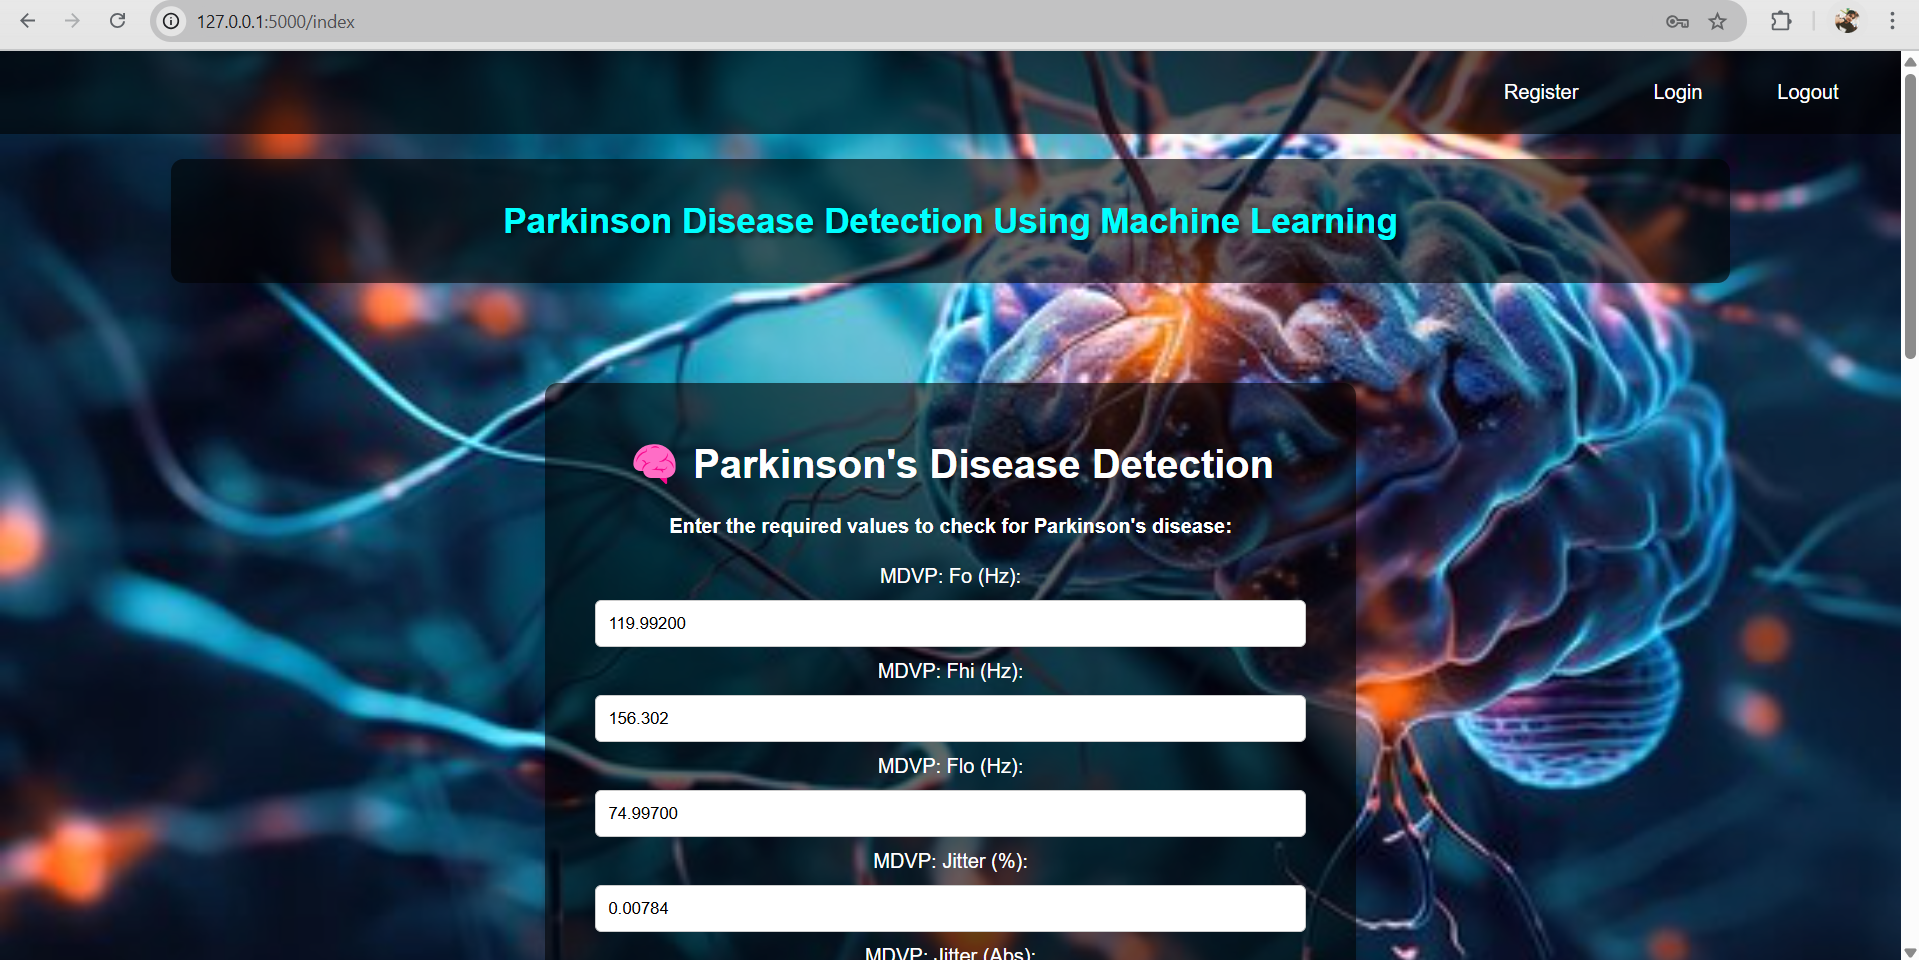 127.0.0.1:5000/index
Register Login Logout
Parkinson Disease Detection Using Machine Learning
Parkinson's Disease Detection
Enter the required values to check for Parkinson's disease:
MDVP: Fo (Hz):
119.99200
MDVP: Fhi (Hz):
156.302
MDVP: Flo (Hz):
74.99700
MDVP: Jitter (%):
0.00784
MDVP: Jitter (Abs):